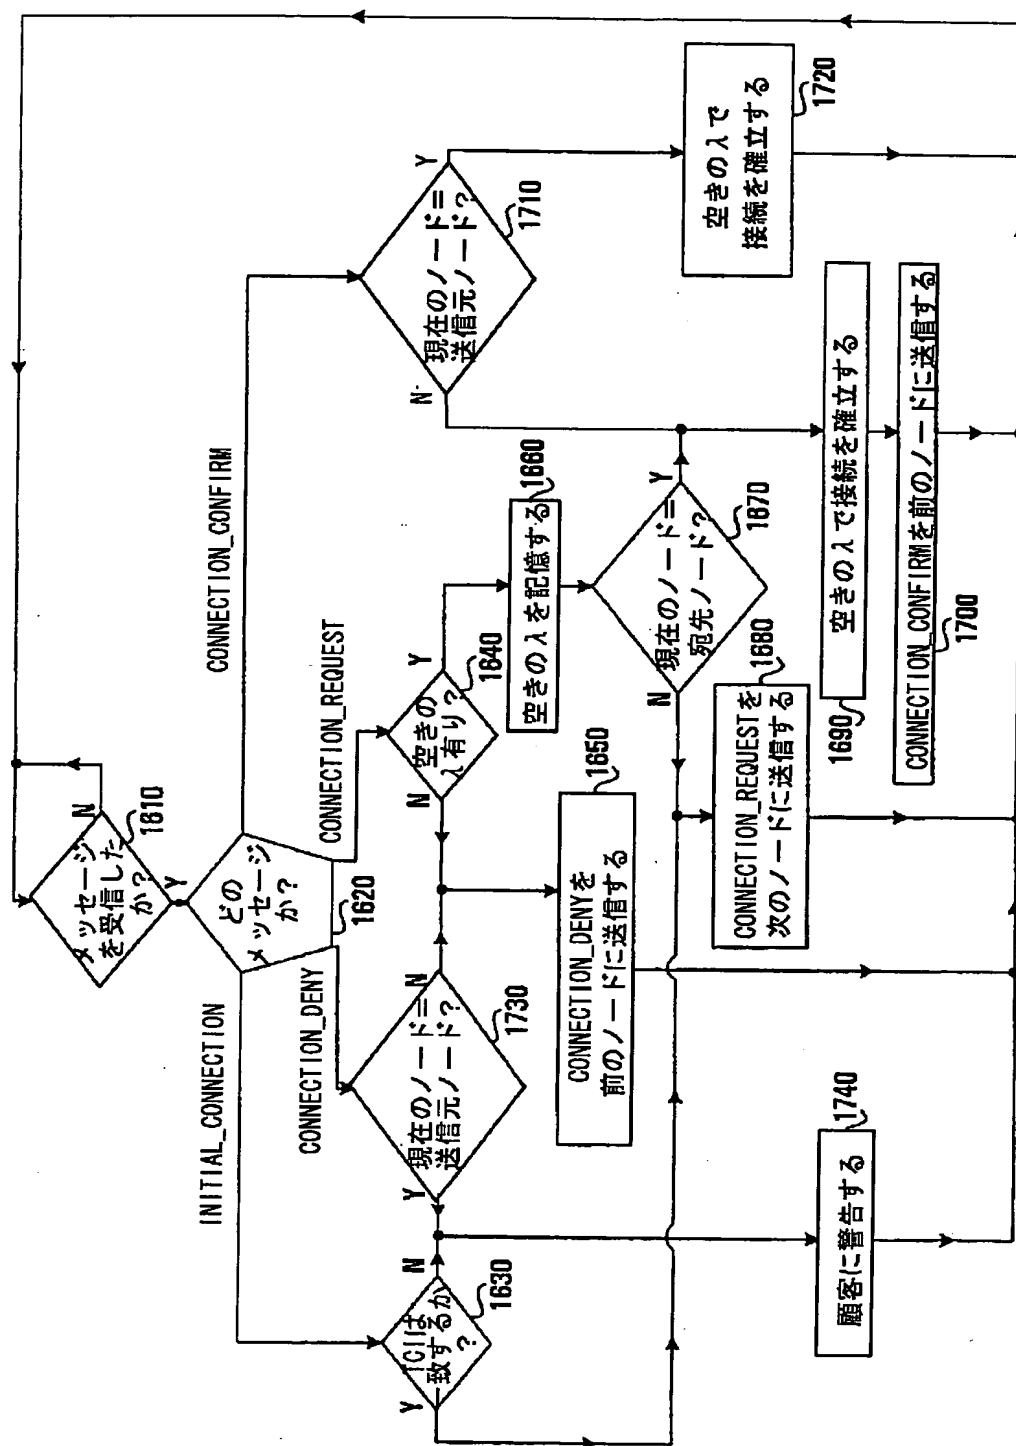 メッセージ
を受信した
か?
1610
N
Y
どの
メッセージ
か?
1620
INITIAL_CONNECTION
CONNECTION_DENY
CONNECTION_REQUEST
CONNECTION_CONFIRM
ICIは一
致するか
?
1630
Y
N
現在のノード=
送信元ノード?
1730
Y
N
空きの
λ有り?
1640
N
Y
現在のノード=
送信元ノード?
1710
N
Y
空きのλを記憶する
1660
CONNECTION_DENYを
前のノードに送信する
1650
現在のノード=
宛先ノード?
1670
N
Y
空きのλで
接続を確立する
1720
CONNECTION_REQUESTを
次のノードに送信する
1680
顧客に警告する
1740
空きのλで接続を確立する
1690
CONNECTION_CONFIRMを前のノードに送信する
1700